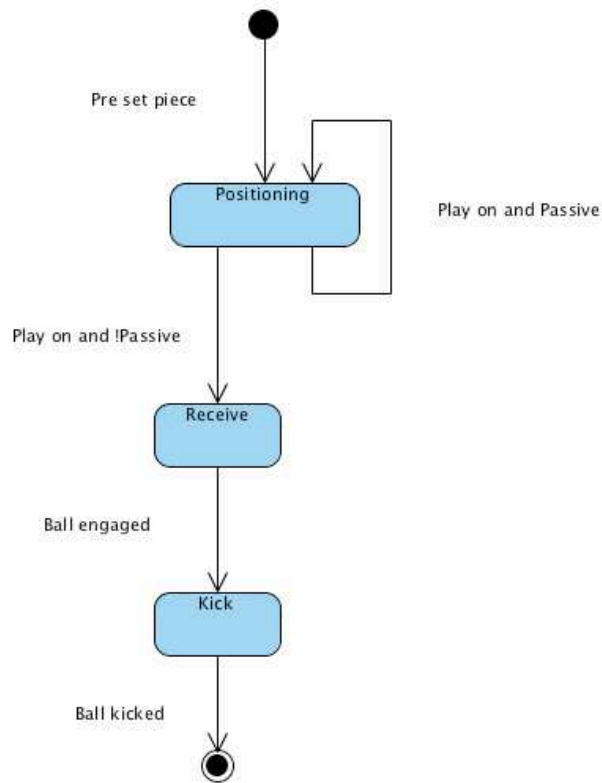 Pre set piece
Positioning
Play on and Passive
Play on and !Passive
Receive
Ball engaged
Kick
Ball kicked